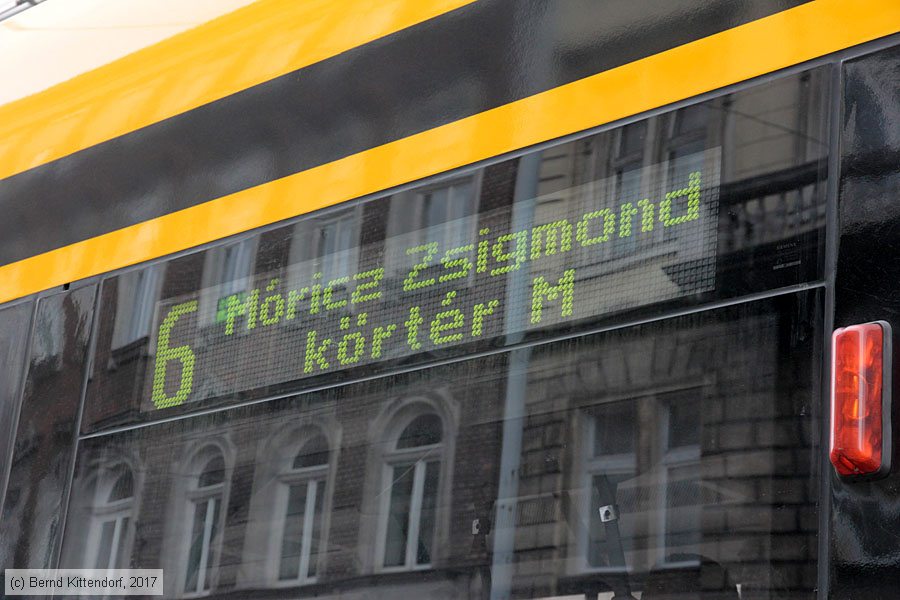 6 Móricz Zsigmond
körtér M
(c) Bernd Kittendorf, 2017